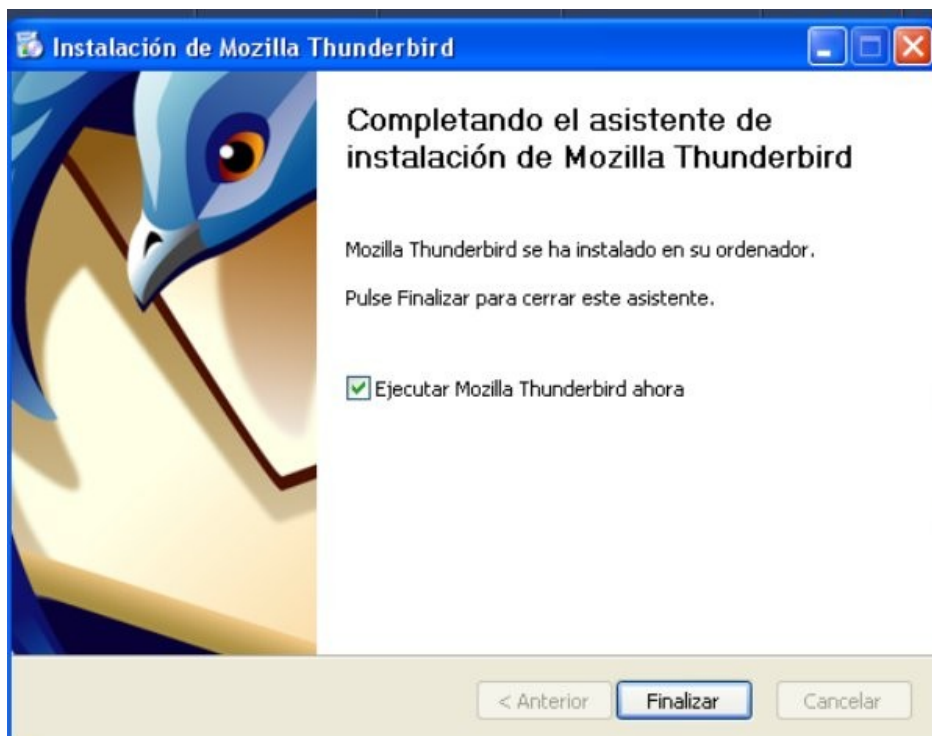 Instalación de Mozilla Thunderbird
Completando el asistente de
instalación de Mozilla Thunderbird
Mozilla Thunderbird se ha instalado en su ordenador.
Pulse Finalizar para cerrar este asistente.
Ejecutar Mozilla Thunderbird ahora
< Anterior
Finalizar
Cancelar